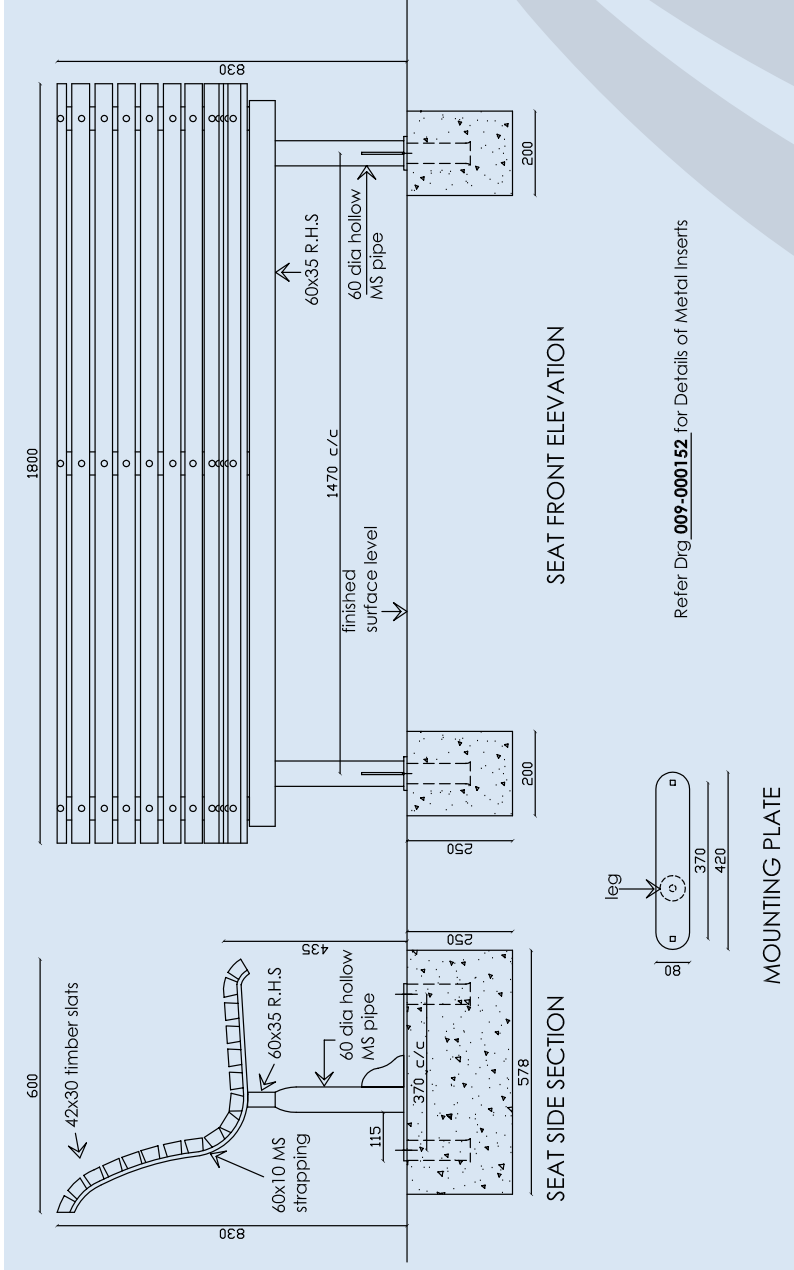 600
42x30 timber slats
830
60x10 MS
strapping
60x35 R.H.S
435
60 dia hollow
MS pipe
115
370 c/c
250
578
SEAT SIDE SECTION
1800
830
60x35 R.H.S
60 dia hollow
MS pipe
1470 c/c
finished
surface level
250
200
200
SEAT FRONT ELEVATION
leg
80
370
420
MOUNTING PLATE
Refer Drg 009-000152 for Details of Metal Inserts